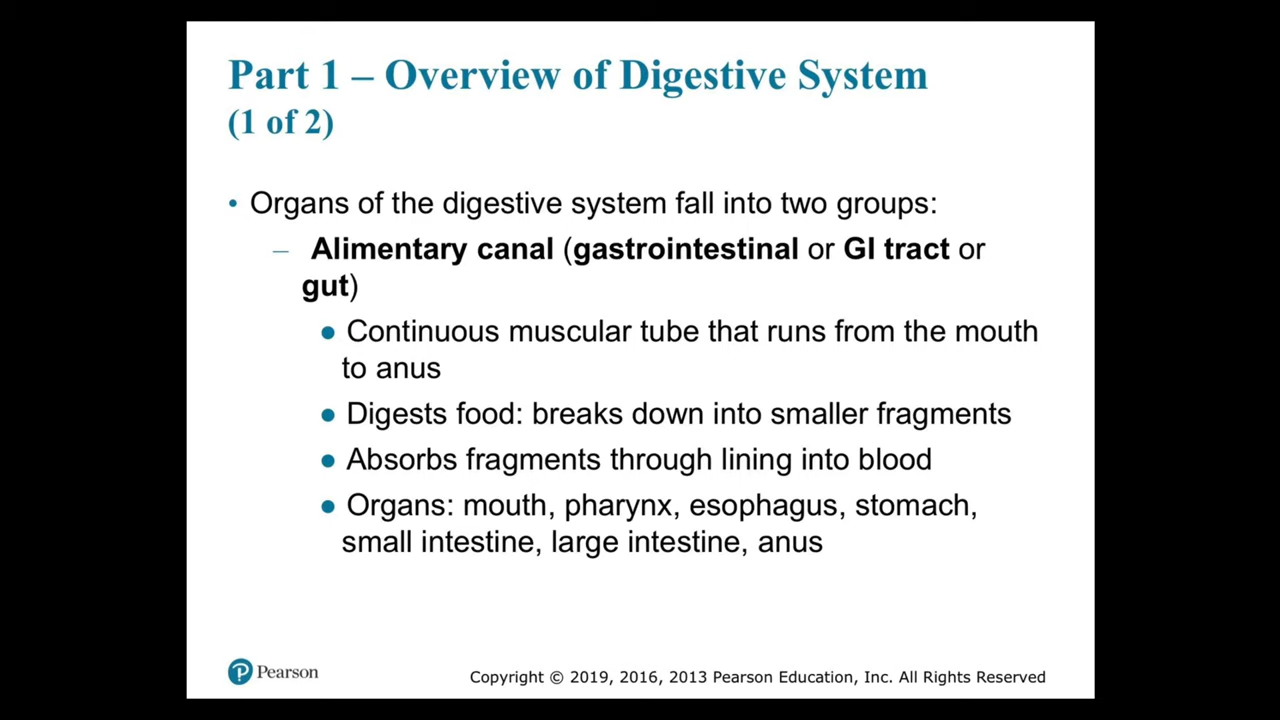 Part 1 – Overview of Digestive System
(1 of 2)
• Organs of the digestive system fall into two groups:
– Alimentary canal (gastrointestinal or GI tract or
gut)
● Continuous muscular tube that runs from the mouth
to anus
● Digests food: breaks down into smaller fragments
● Absorbs fragments through lining into blood
● Organs: mouth, pharynx, esophagus, stomach,
small intestine, large intestine, anus
P Pearson
Copyright © 2019, 2016, 2013 Pearson Education, Inc. All Rights Reserved